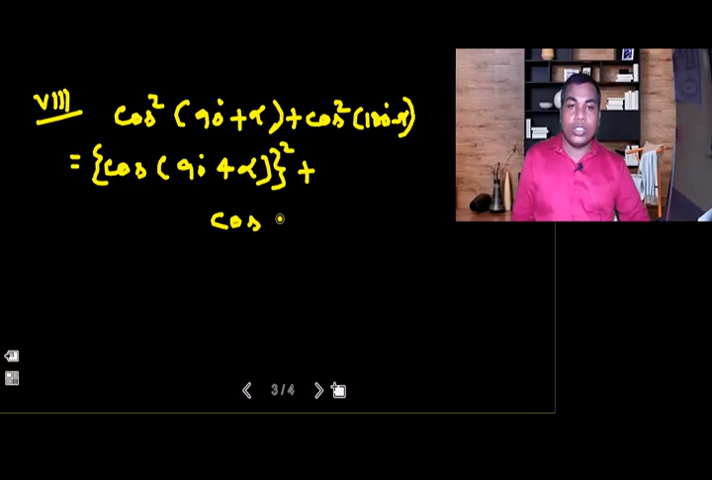 VIII cos² (90° + α) + cos² (180° - α)
= {cos (90° + α)}² +
cos
3 / 4